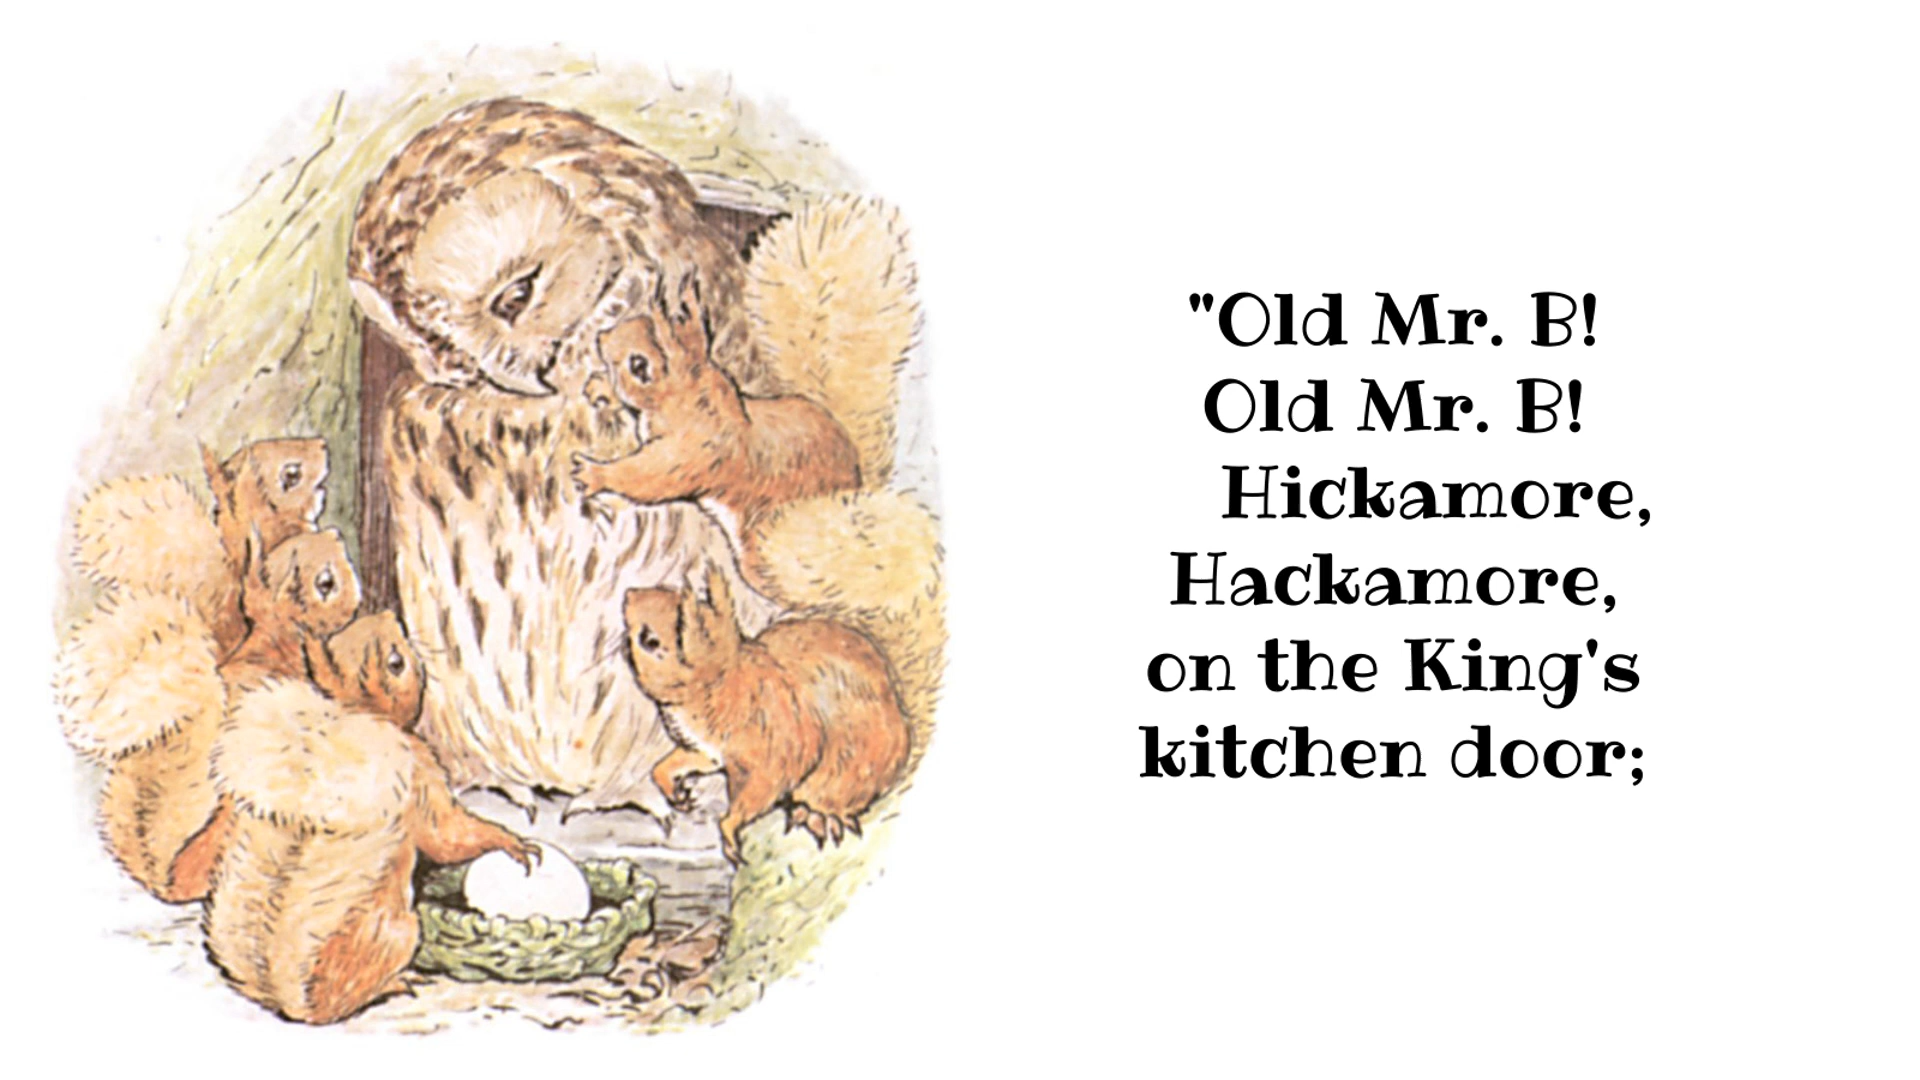 "Old Mr. B!
Old Mr. B!
Hickamore,
Hackamore,
on the King's
kitchen door;